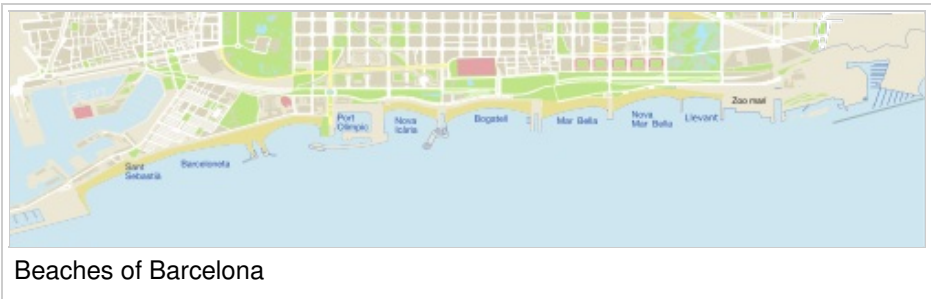 Port
Olímpic
Nova
Icària
Bogatell
Mar Bella
Nova
Mar Bella
Llevant
Zoo marí
Sant
Sebastià
Barceloneta
Beaches of Barcelona